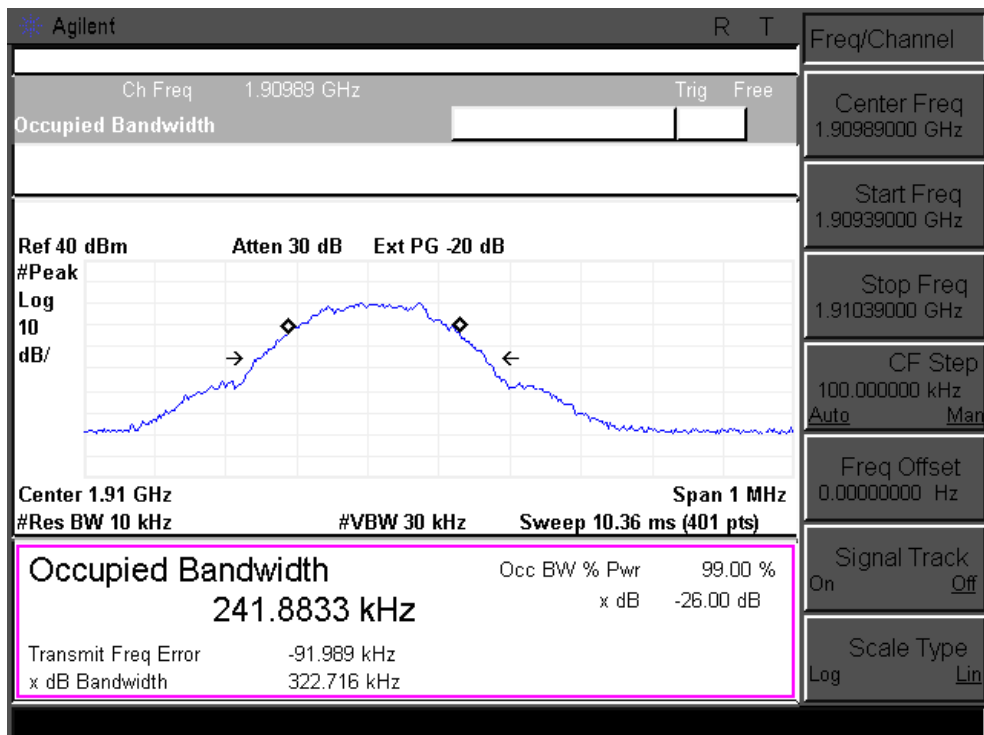 Agilent R T
Ch Freq 1.90989 GHz Trig Free
Occupied Bandwidth
Ref 40 dBm Atten 30 dB Ext PG -20 dB
#Peak
Log
10
dB/
Center 1.91 GHz Span 1 MHz
#Res BW 10 kHz #VBW 30 kHz Sweep 10.36 ms (401 pts)
Occupied Bandwidth
241.8833 kHz
Occ BW % Pwr 99.00 %
x dB -26.00 dB
Transmit Freq Error -91.989 kHz
x dB Bandwidth 322.716 kHz
Freq/Channel
Center Freq
1.90989000 GHz
Start Freq
1.90939000 GHz
Stop Freq
1.91039000 GHz
CF Step
100.000000 kHz
Auto Man
Freq Offset
0.00000000 Hz
Signal Track
On Off
Scale Type
Log Lin